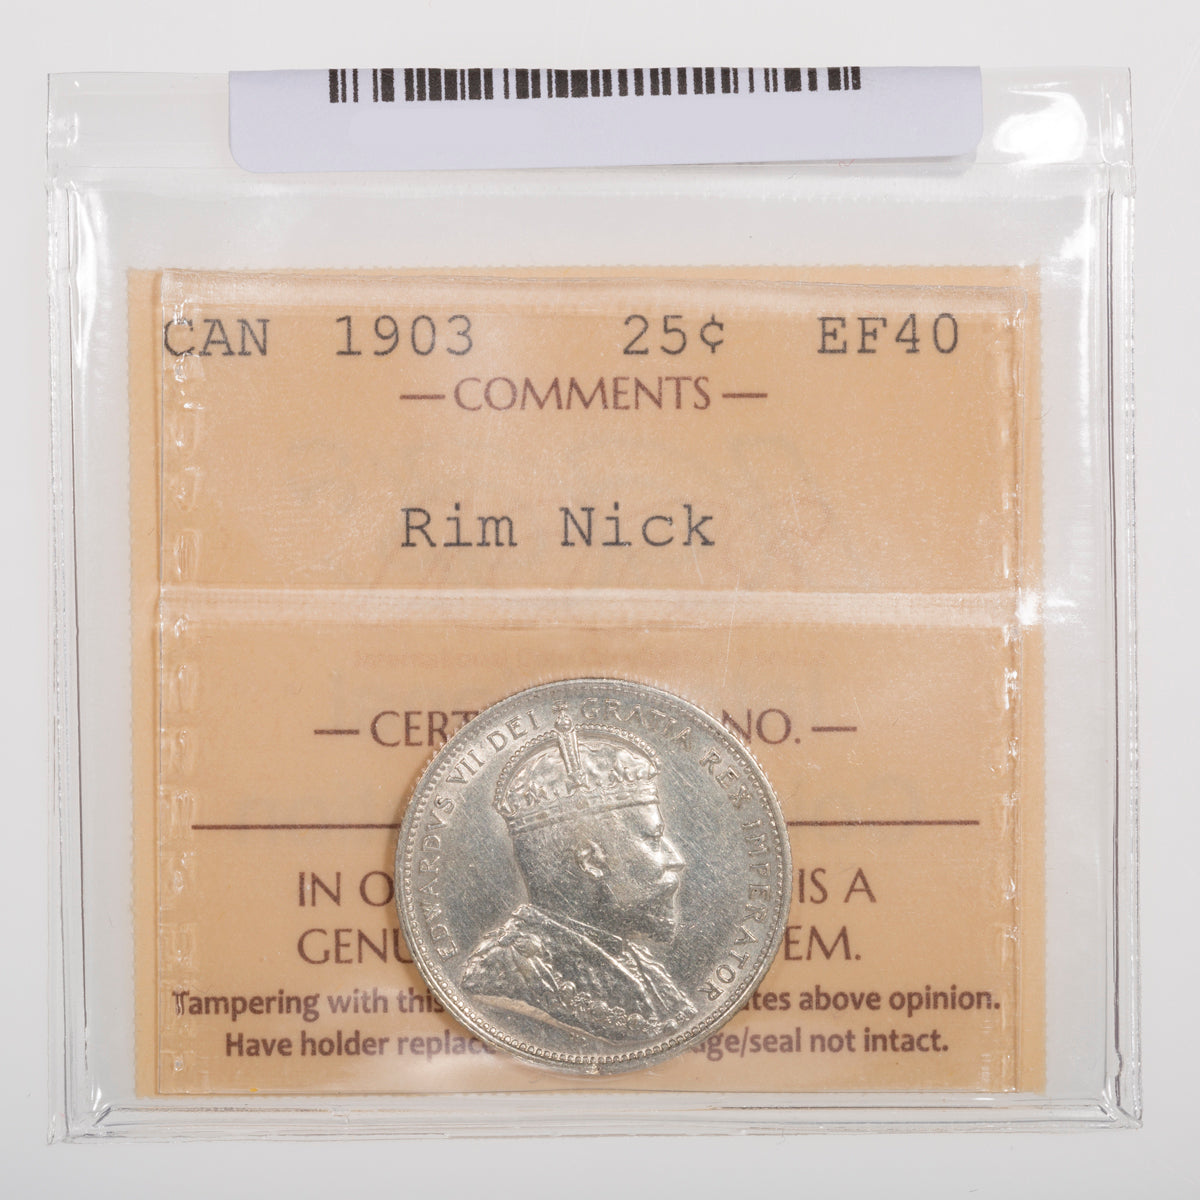 CAN 1903 25¢ EF40
— COMMENTS —
Rim Nick
— CERT NO. —
EDWARDVS VII DEI GRATIA REX IMPERATOR
IN O IS A
GENU EM.
Tampering with this tes above opinion.
Have holder replac ge/seal not intact.